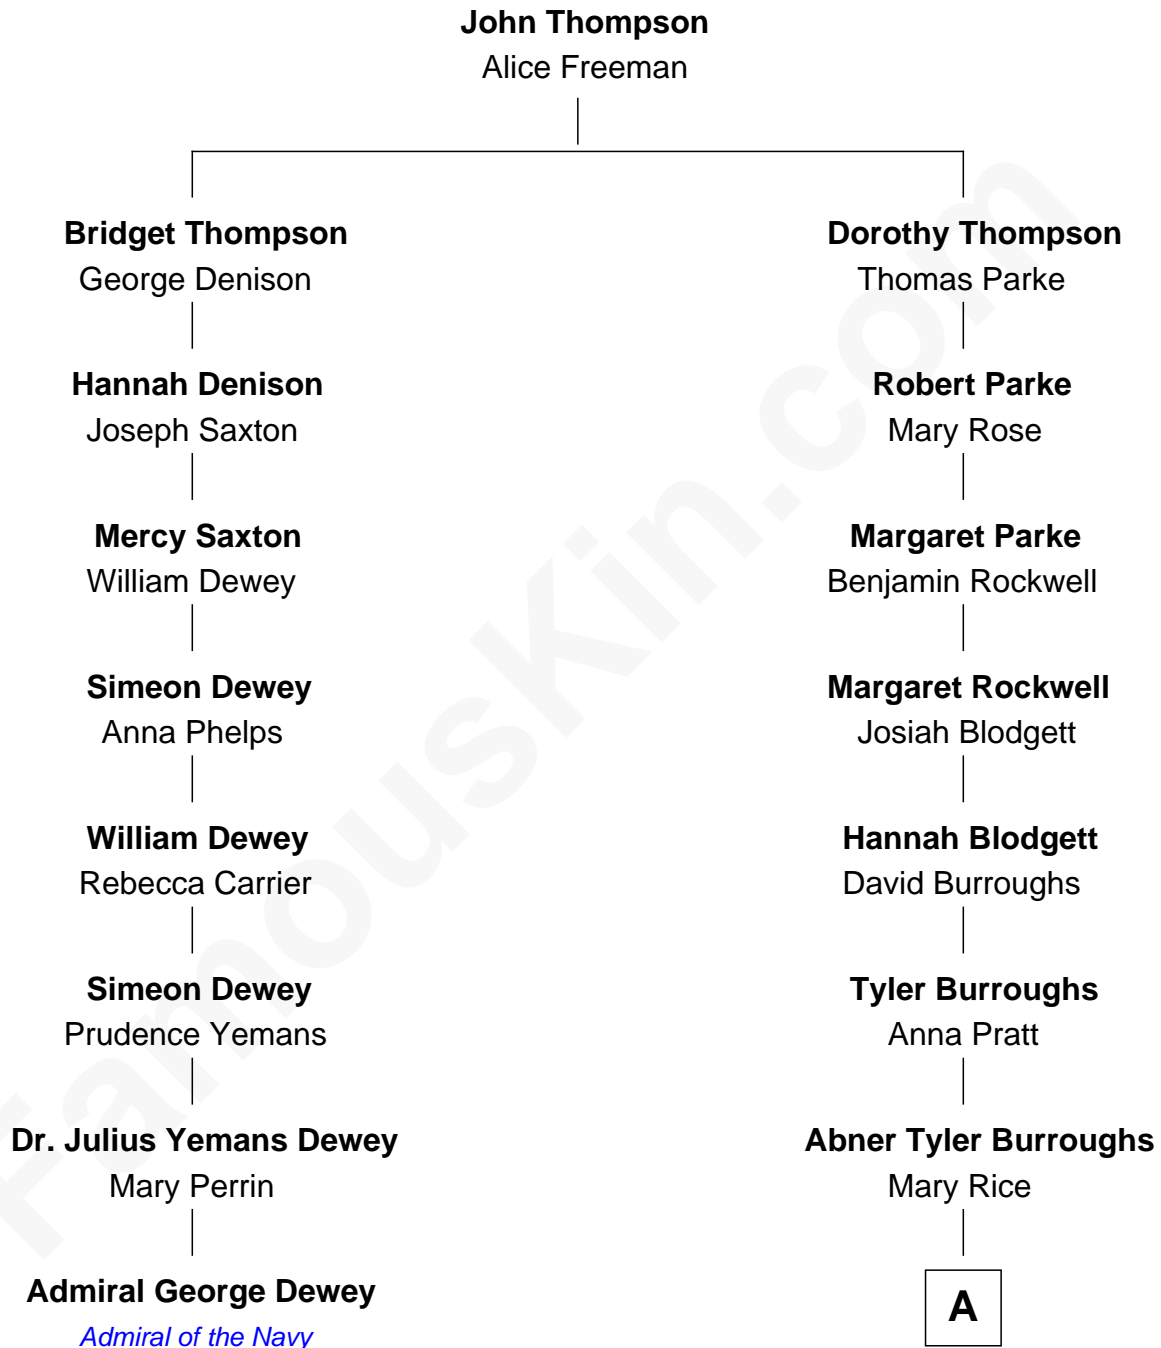 John Thompson
Alice Freeman
Bridget Thompson
George Denison
Dorothy Thompson
Thomas Parke
Hannah Denison
Joseph Saxton
Robert Parke
Mary Rose
Mercy Saxton
William Dewey
Margaret Parke
Benjamin Rockwell
Simeon Dewey
Anna Phelps
Margaret Rockwell
Josiah Blodgett
William Dewey
Rebecca Carrier
Hannah Blodgett
David Burroughs
Simeon Dewey
Prudence Yemans
Tyler Burroughs
Anna Pratt
Dr. Julius Yemans Dewey
Mary Perrin
Abner Tyler Burroughs
Mary Rice
Admiral George Dewey
Admiral of the Navy
A
FamousKin.com